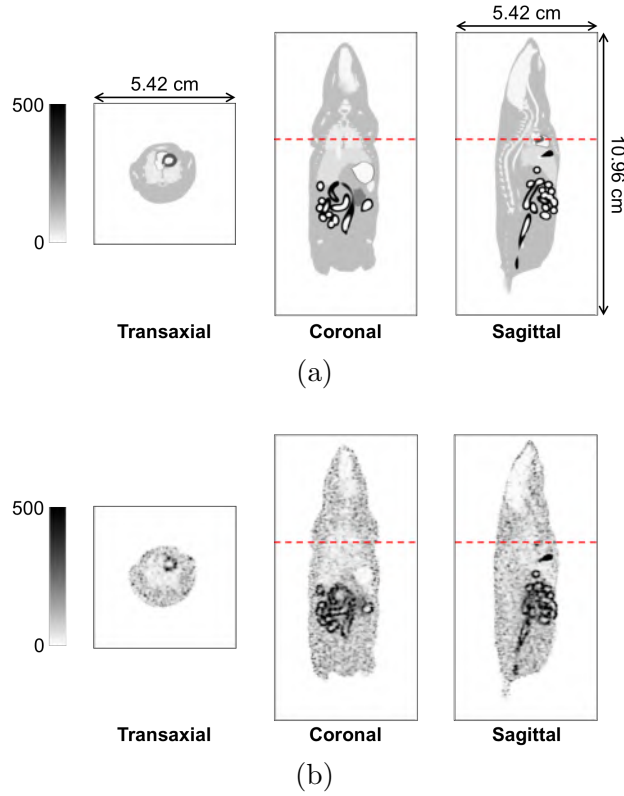 5.42 cm
5.42 cm
500
0
10.96 cm
Transaxial
Coronal
Sagittal
(a)
500
0
Transaxial
Coronal
Sagittal
(b)